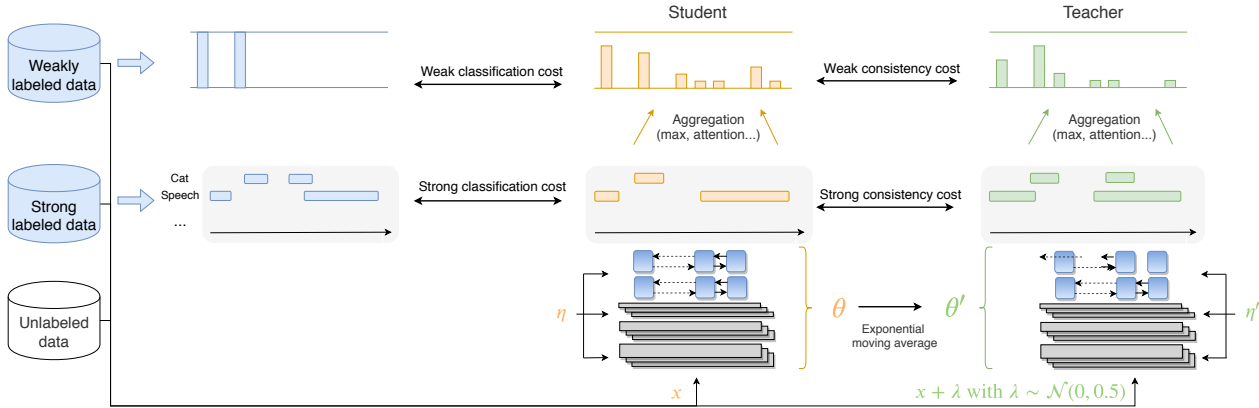 Student
Teacher
Weakly
labeled data
Weak classification cost
Weak consistency cost
Aggregation
(max, attention...)
Aggregation
(max, attention...)
Strong
labeled data
Cat
Speech
...
Strong classification cost
Strong consistency cost
Unlabeled
data
η
θ
Exponential
moving average
θ′
η′
x
x + λ with λ ∼ 𝒩(0, 0.5)